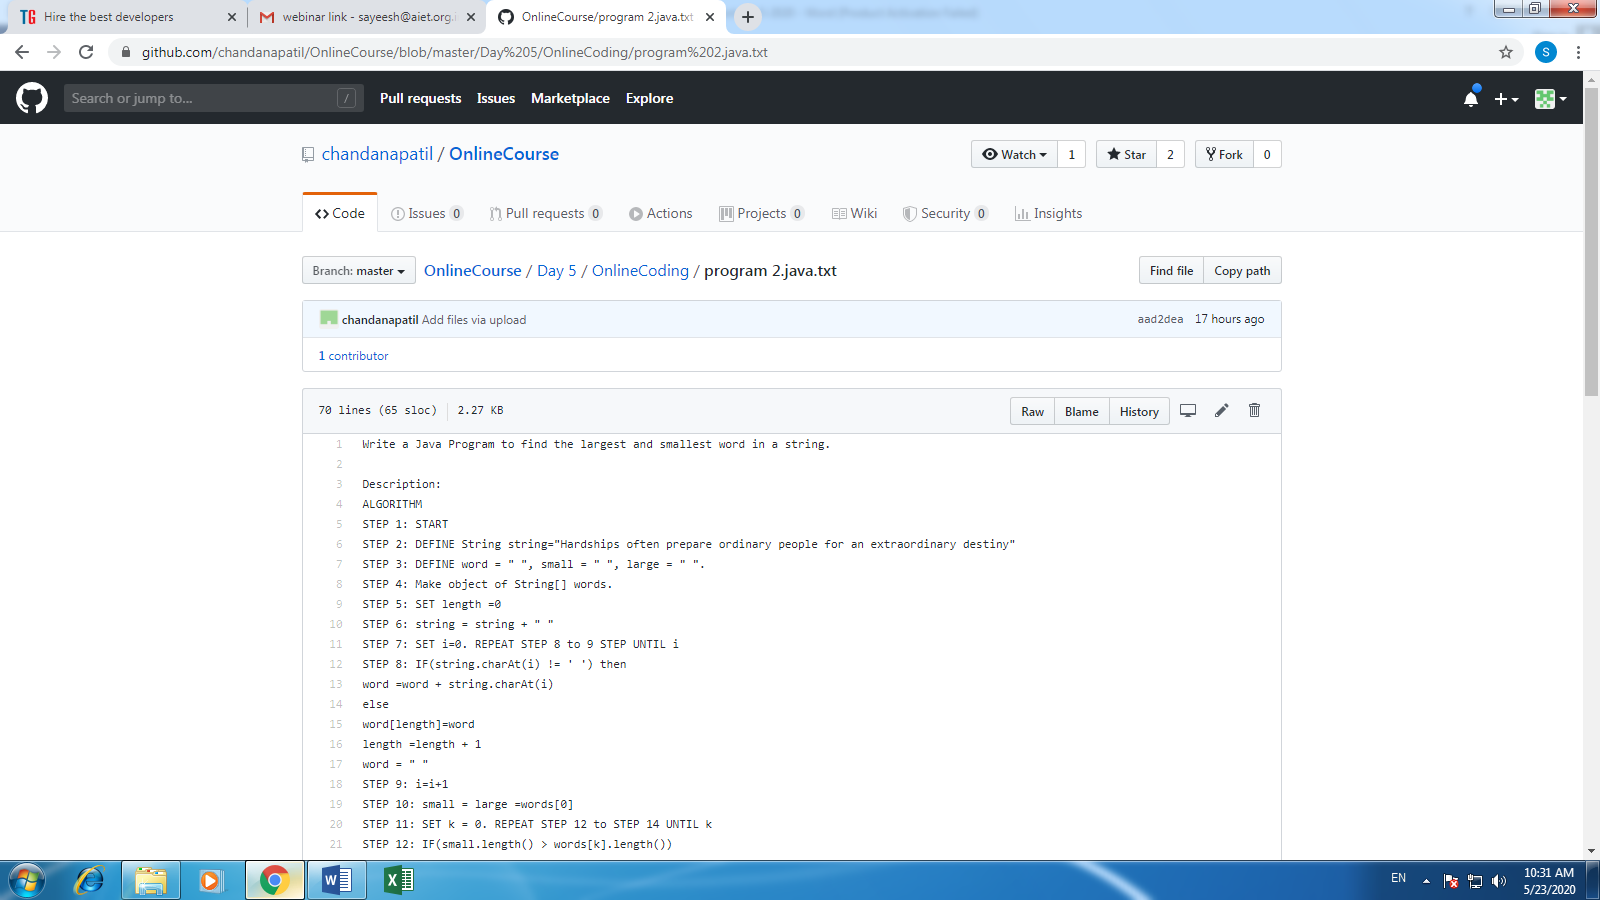 Hire the best developers
webinar link - sayeesh@aiet.org.
OnlineCourse/program 2.java.txt
github.com/chandanapatil/OnlineCourse/blob/master/Day%205/OnlineCoding/program%202.java.txt
S
Search or jump to... /
Pull requests Issues Marketplace Explore
chandanapatil / OnlineCourse
Watch 1 Star 2 Fork 0
Code Issues 0 Pull requests 0 Actions Projects 0 Wiki Security 0 Insights
Branch: master OnlineCourse / Day 5 / OnlineCoding / program 2.java.txt Find file Copy path
chandanapatil Add files via upload aad2dea 17 hours ago
1 contributor
70 lines (65 sloc) 2.27 KB Raw Blame History
1 Write a Java Program to find the largest and smallest word in a string.
2
3 Description:
4 ALGORITHM
5 STEP 1: START
6 STEP 2: DEFINE String string="Hardships often prepare ordinary people for an extraordinary destiny"
7 STEP 3: DEFINE word = " ", small = " ", large = " ".
8 STEP 4: Make object of String[] words.
9 STEP 5: SET length =0
10 STEP 6: string = string + " "
11 STEP 7: SET i=0. REPEAT STEP 8 to 9 STEP UNTIL i
12 STEP 8: IF(string.charAt(i) != ' ') then
13 word =word + string.charAt(i)
14 else
15 word[length]=word
16 length =length + 1
17 word = " "
18 STEP 9: i=i+1
19 STEP 10: small = large =words[0]
20 STEP 11: SET k = 0. REPEAT STEP 12 to STEP 14 UNTIL k
21 STEP 12: IF(small.length() > words[k].length())
EN
10:31 AM
5/23/2020